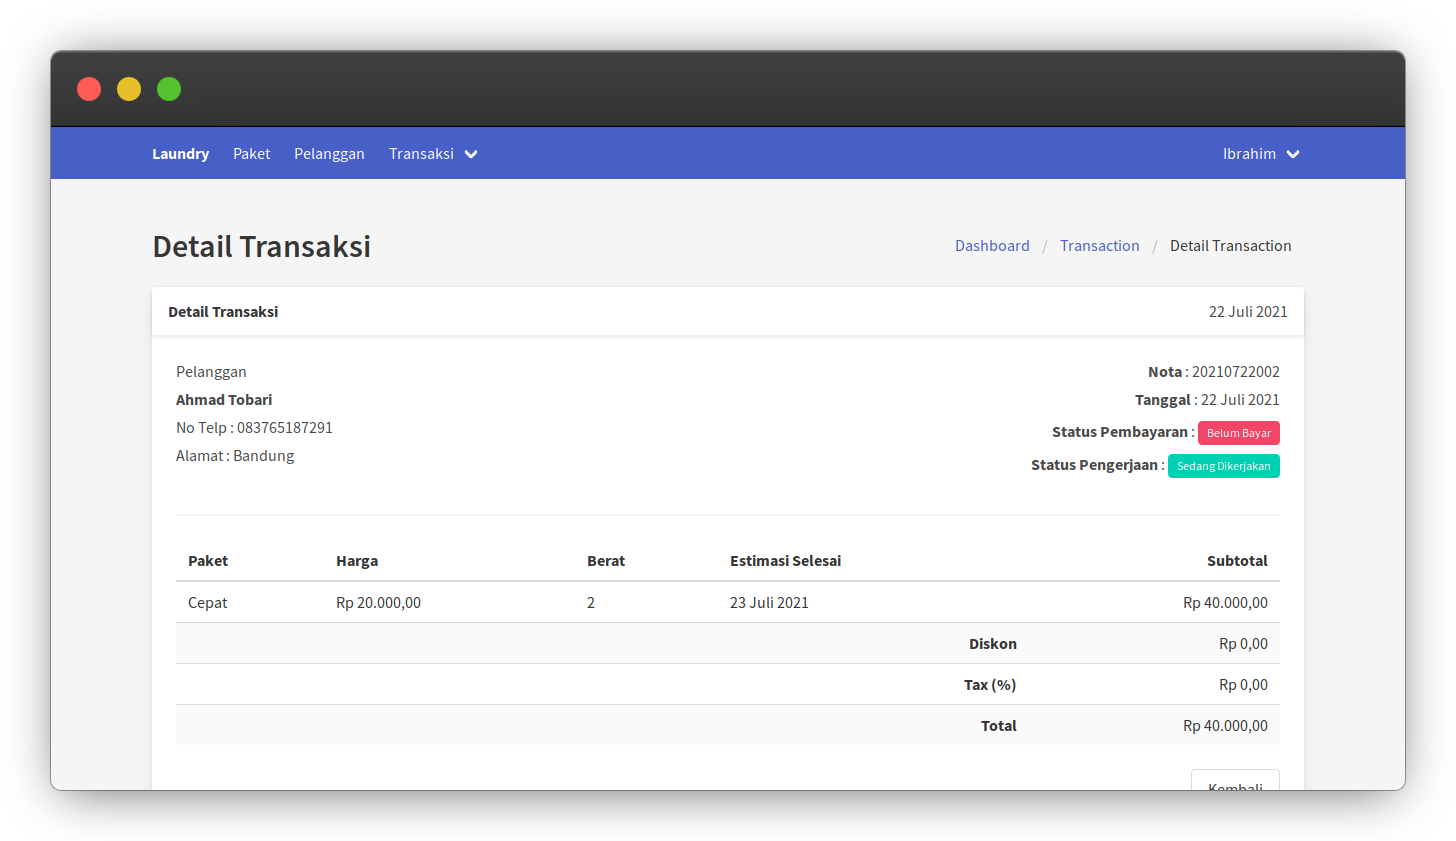 Laundry Paket Pelanggan Transaksi Ibrahim
Detail Transaksi Dashboard / Transaction / Detail Transaction
Detail Transaksi 22 Juli 2021
Pelanggan Nota : 20210722002
Ahmad Tobari Tanggal : 22 Juli 2021
No Telp : 083765187291 Status Pembayaran : Belum Bayar
Alamat : Bandung Status Pengerjaan : Sedang Dikerjakan
Paket Harga Berat Estimasi Selesai Subtotal
Cepat Rp 20.000,00 2 23 Juli 2021 Rp 40.000,00
Diskon Rp 0,00
Tax (%) Rp 0,00
Total Rp 40.000,00
Kembali